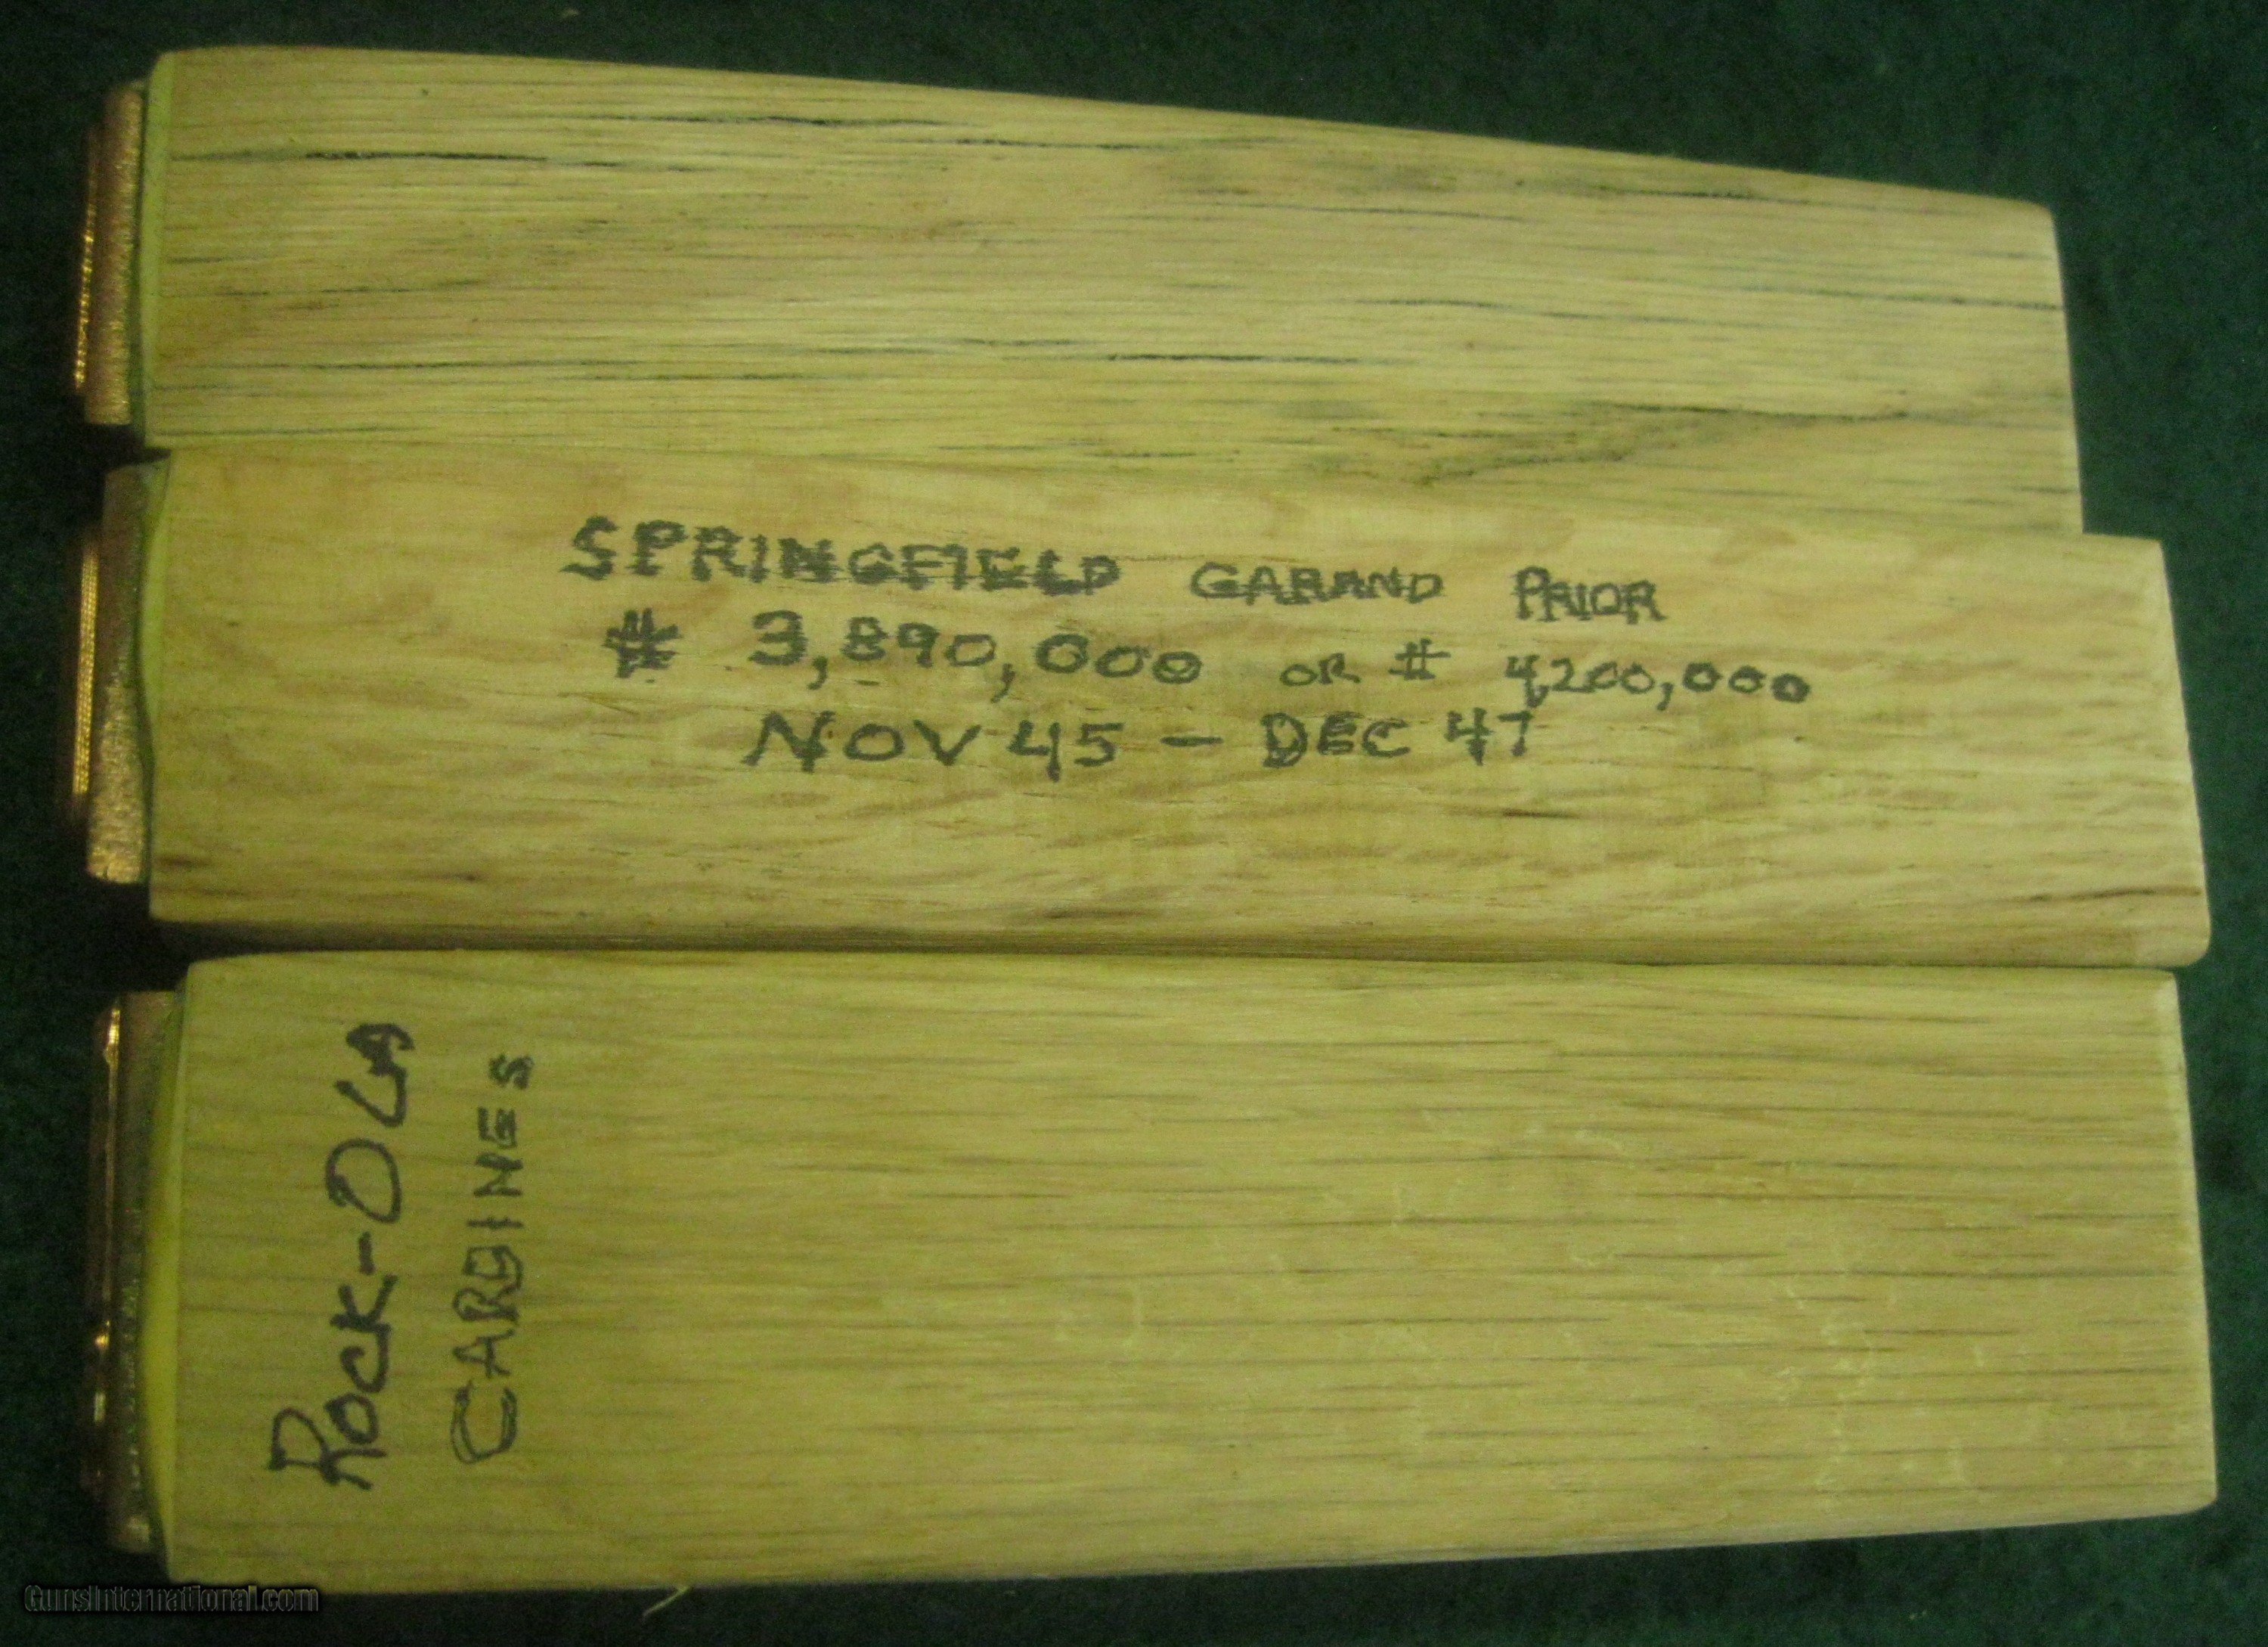 SPRINGFIELD GARAND PRIOR
# 3,890,000 OR # 4,200,000
NOV 45 - DEC 47
ROCK-OLA
CARBINES
GunsInternational.com